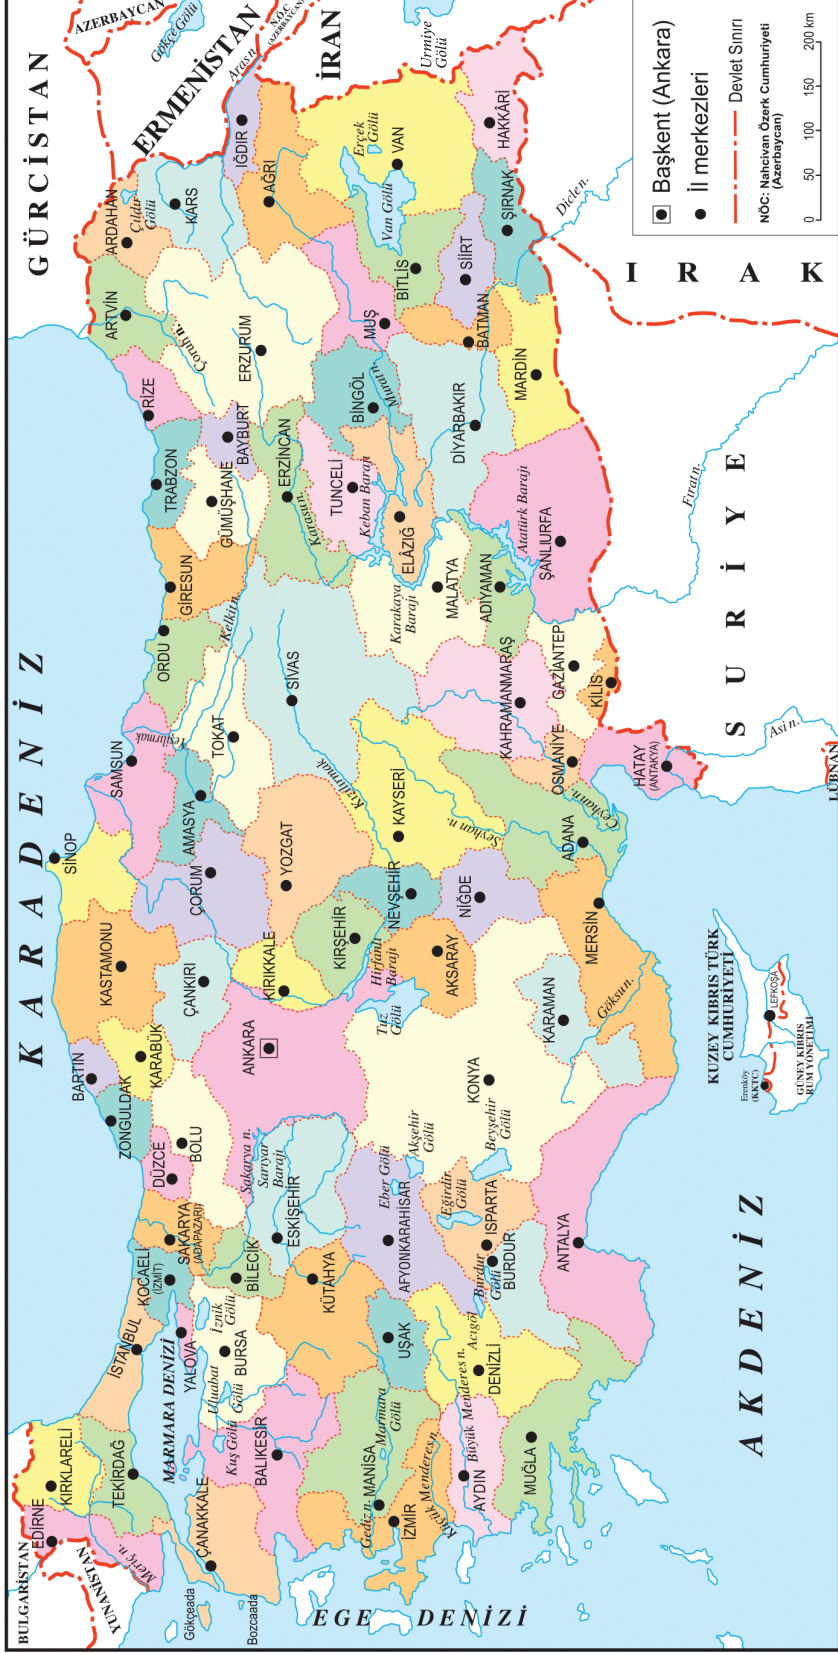 BULGARİSTAN
YUNANİSTAN
KARADENİZ
GÜRCİSTAN
ERMENİSTAN
AZERBAYCAN
N.Ö.C
(AZERBAYCAN)
İRAN
IRAK
SURİYE
LÜBNAN
AKDENİZ
EGE DENİZİ
MARMARA DENİZİ
EDİRNE
KIRKLARELİ
TEKİRDAĞ
İSTANBUL
ÇANAKKALE
Gökçeada
Bozcaada
Meriç n.
YALOVA
KOCAELİ
(İZMİT)
SAKARYA
(ADAPAZARI)
DÜZCE
BOLU
ZONGULDAK
BARTIN
KARABÜK
KASTAMONU
SİNOP
ÇANKIRI
ÇORUM
SAMSUN
AMASYA
TOKAT
ORDU
GİRESUN
TRABZON
RİZE
ARTVİN
ARDAHAN
Çıldır
Gölü
KARS
IĞDIR
AĞRI
Aras n.
Gökçe Gölü
Urmiye
Gölü
GÜMÜŞHANE
BAYBURT
ERZURUM
Çoruh n.
ERZİNCAN
Karasu n.
Kelkit n.
Yeşilırmak
SİVAS
Kızılırmak
YOZGAT
KIRIKKALE
KIRŞEHİR
NEVŞEHİR
KAYSERİ
ANKARA
Hirfanlı
Barajı
Tuz
Gölü
AKSARAY
NİĞDE
KONYA
KARAMAN
ESKİŞEHİR
Sakarya n.
Sarıyar
Barajı
BİLECİK
BURSA
İznik
Gölü
Uluabat
Gölü
Kuş Gölü
BALIKESİR
KÜTAHYA
AFYONKARAHİSAR
Eber Gölü
Akşehir
Gölü
Beyşehir
Gölü
Eğirdir
Gölü
ISPARTA
BURDUR
Burdur
Gölü
Acıgöl
UŞAK
MANİSA
Marmara
Gölü
Gediz n.
İZMİR
Küçük Menderes n.
Büyük Menderes n.
AYDIN
DENİZLİ
MUĞLA
ANTALYA
MERSİN
Göksu n.
ADANA
Seyhan n.
Ceyhan n.
OSMANİYE
HATAY
(ANTAKYA)
Asi n.
KAHRAMANMARAŞ
GAZİANTEP
KİLİS
MALATYA
Karakaya
Barajı
ADIYAMAN
ŞANLIURFA
Atatürk Barajı
Fırat n.
ELÂZIĞ
Keban Barajı
TUNCELİ
BİNGÖL
Murat n.
MUŞ
DİYARBAKIR
MARDİN
BATMAN
BİTLİS
SİİRT
ŞIRNAK
Dicle n.
VAN
Van Gölü
Erçek
Gölü
HAKKÂRİ
KUZEY KIBRIS TÜRK
CUMHURİYETİ
LEFKOŞA
Erenköy
(KKTC)
GÜNEY KIBRIS
RUM YÖNETİMİ
Başkent (Ankara)
İl merkezleri
Devlet Sınırı
NÖC: Nahcivan Özerk Cumhuriyeti
(Azerbaycan)
0 50 100 150 200 km